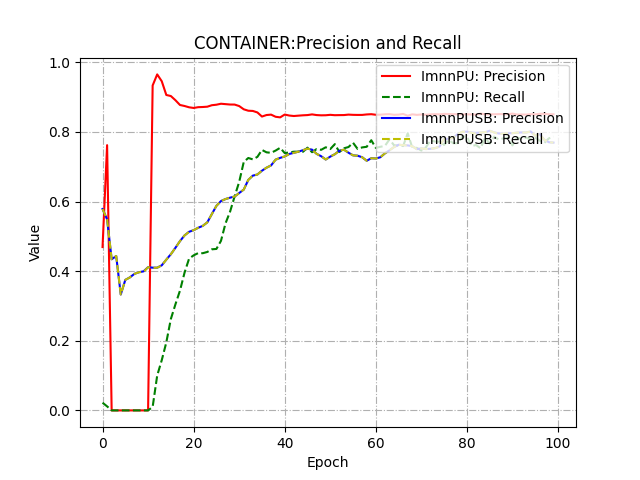 CONTAINER:Precision and Recall
1.0
0.8
0.6
0.4
0.2
0.0
Value
0 20 40 60 80 100
Epoch
ImnnPU: Precision
ImnnPU: Recall
ImnnPUSB: Precision
ImnnPUSB: Recall